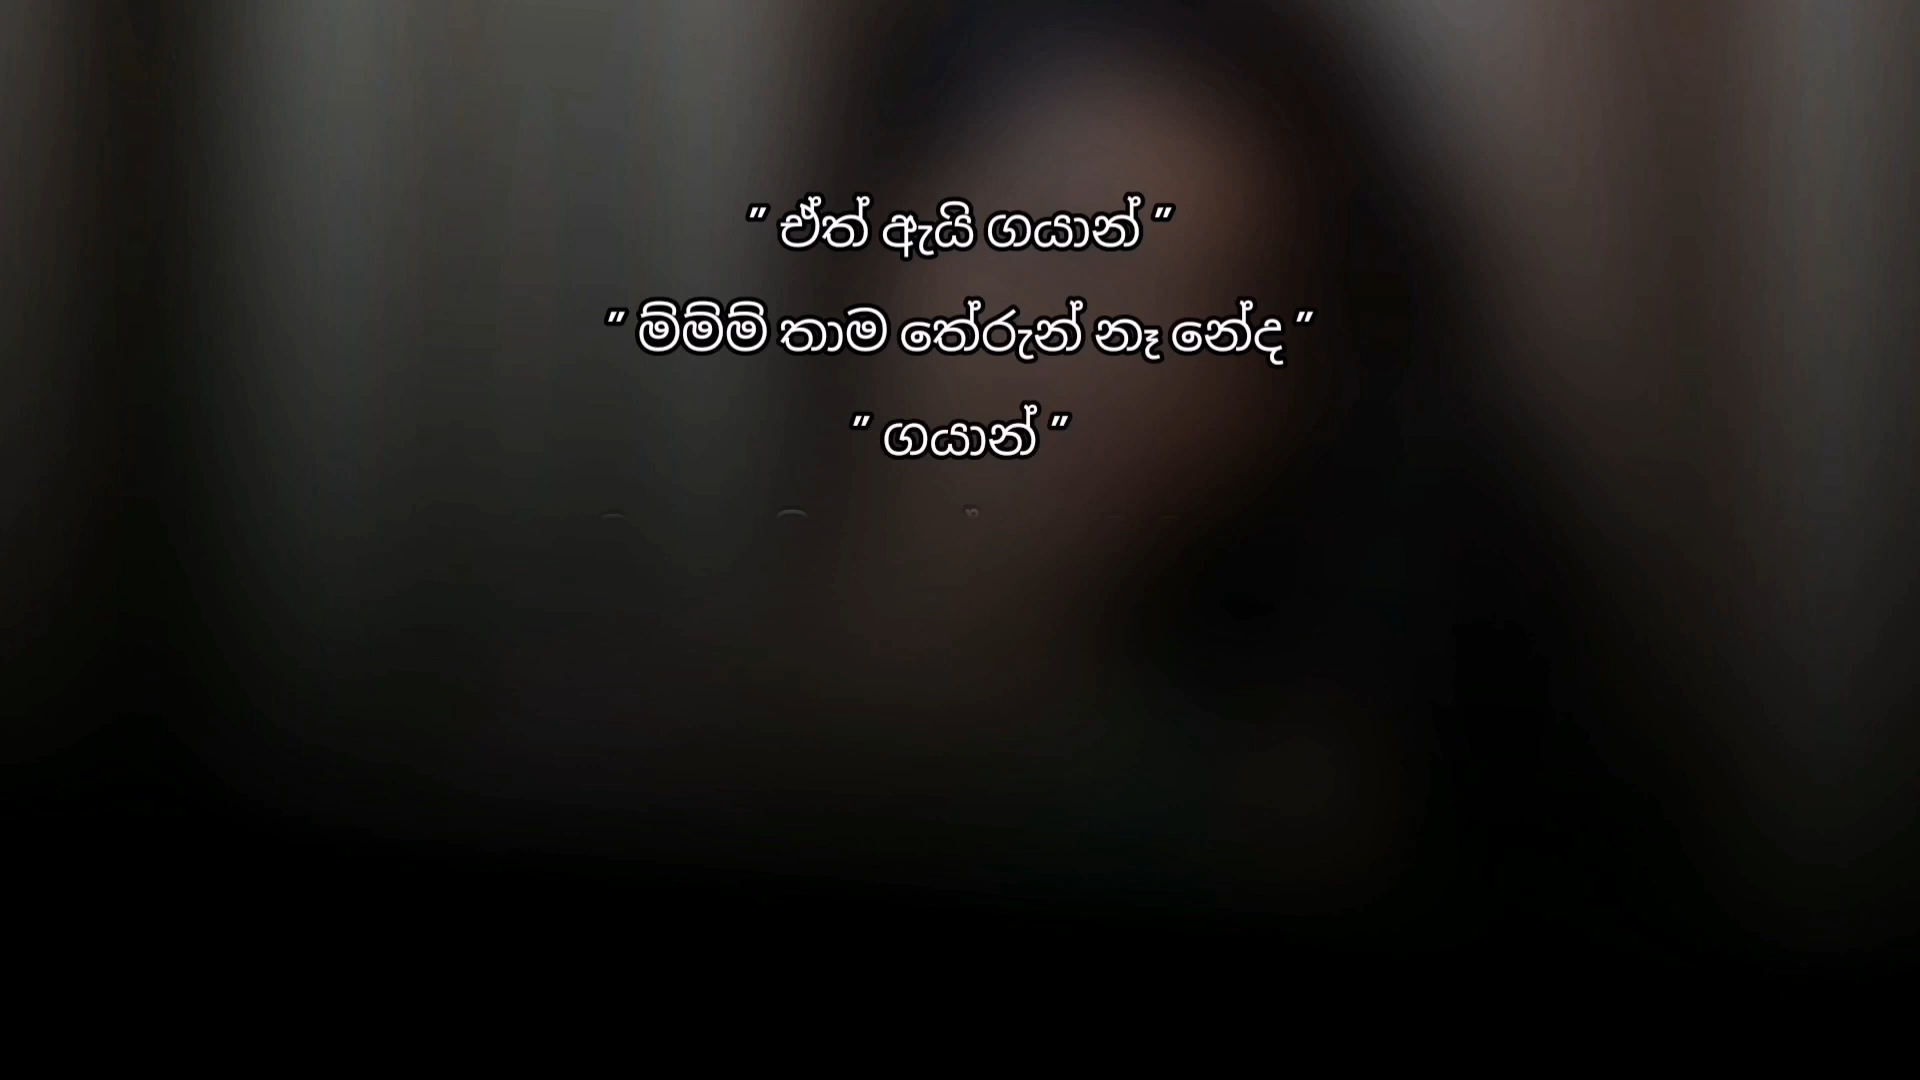 " ඒත් ඇයි ගයාන් "
" ම්ම්ම් තාම තේරුන් නෑ නේද "
" ගයාන් "